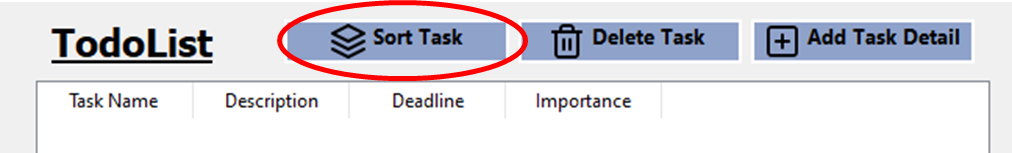 TodoList Sort Task Delete Task Add Task Detail
Task Name Description Deadline Importance